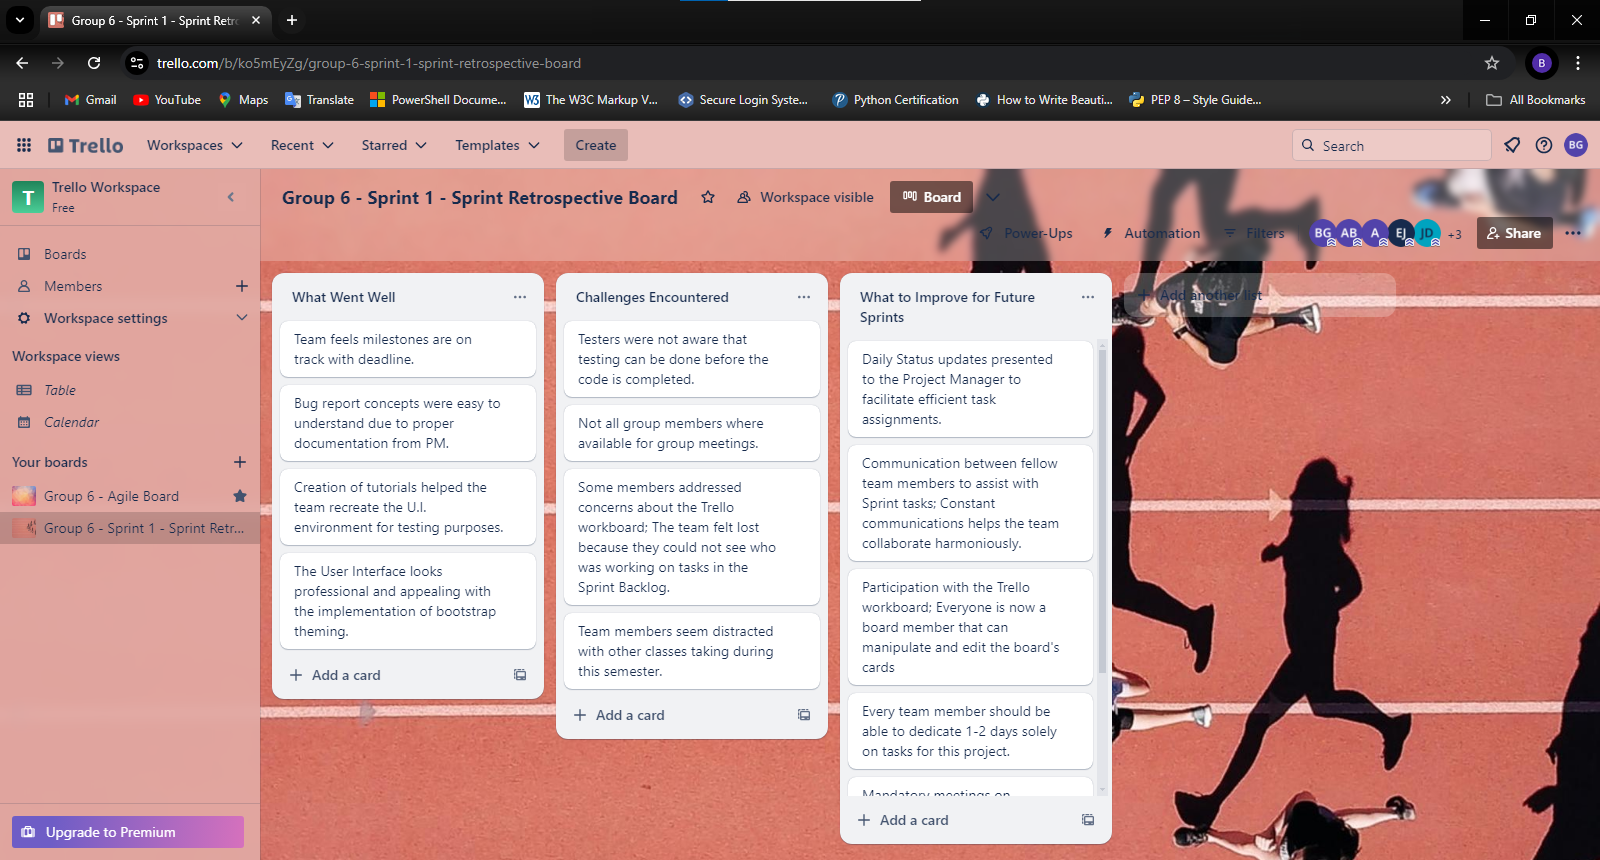 Group 6 - Sprint 1 - Sprint Retr
trello.com/b/ko5mEyZg/group-6-sprint-1-sprint-retrospective-board
B
Gmail
YouTube
Maps
Translate
PowerShell Docume...
The W3C Markup V...
Secure Login Syste...
Python Certification
How to Write Beauti...
PEP 8 – Style Guide...
All Bookmarks
Trello
Workspaces
Recent
Starred
Templates
Create
Search
BG
T
Trello Workspace
Free
Boards
Members
Workspace settings
Workspace views
Table
Calendar
Your boards
Group 6 - Agile Board
Group 6 - Sprint 1 - Sprint Retr...
Upgrade to Premium
Group 6 - Sprint 1 - Sprint Retrospective Board
Workspace visible
Board
Power-Ups
Automation
Filters
BG
AB
A
EJ
JD
+3
Share
What Went Well
Team feels milestones are on
track with deadline.
Bug report concepts were easy to
understand due to proper
documentation from PM.
Creation of tutorials helped the
team recreate the U.I.
environment for testing purposes.
The User Interface looks
professional and appealing with
the implementation of bootstrap
theming.
Add a card
Challenges Encountered
Testers were not aware that
testing can be done before the
code is completed.
Not all group members where
available for group meetings.
Some members addressed
concerns about the Trello
workboard; The team felt lost
because they could not see who
was working on tasks in the
Sprint Backlog.
Team members seem distracted
with other classes taking during
this semester.
Add a card
What to Improve for Future
Sprints
Daily Status updates presented
to the Project Manager to
facilitate efficient task
assignments.
Communication between fellow
team members to assist with
Sprint tasks; Constant
communications helps the team
collaborate harmoniously.
Participation with the Trello
workboard; Everyone is now a
board member that can
manipulate and edit the board's
cards
Every team member should be
able to dedicate 1-2 days solely
on tasks for this project.
Mandatory meetings on
Add a card
Add another list